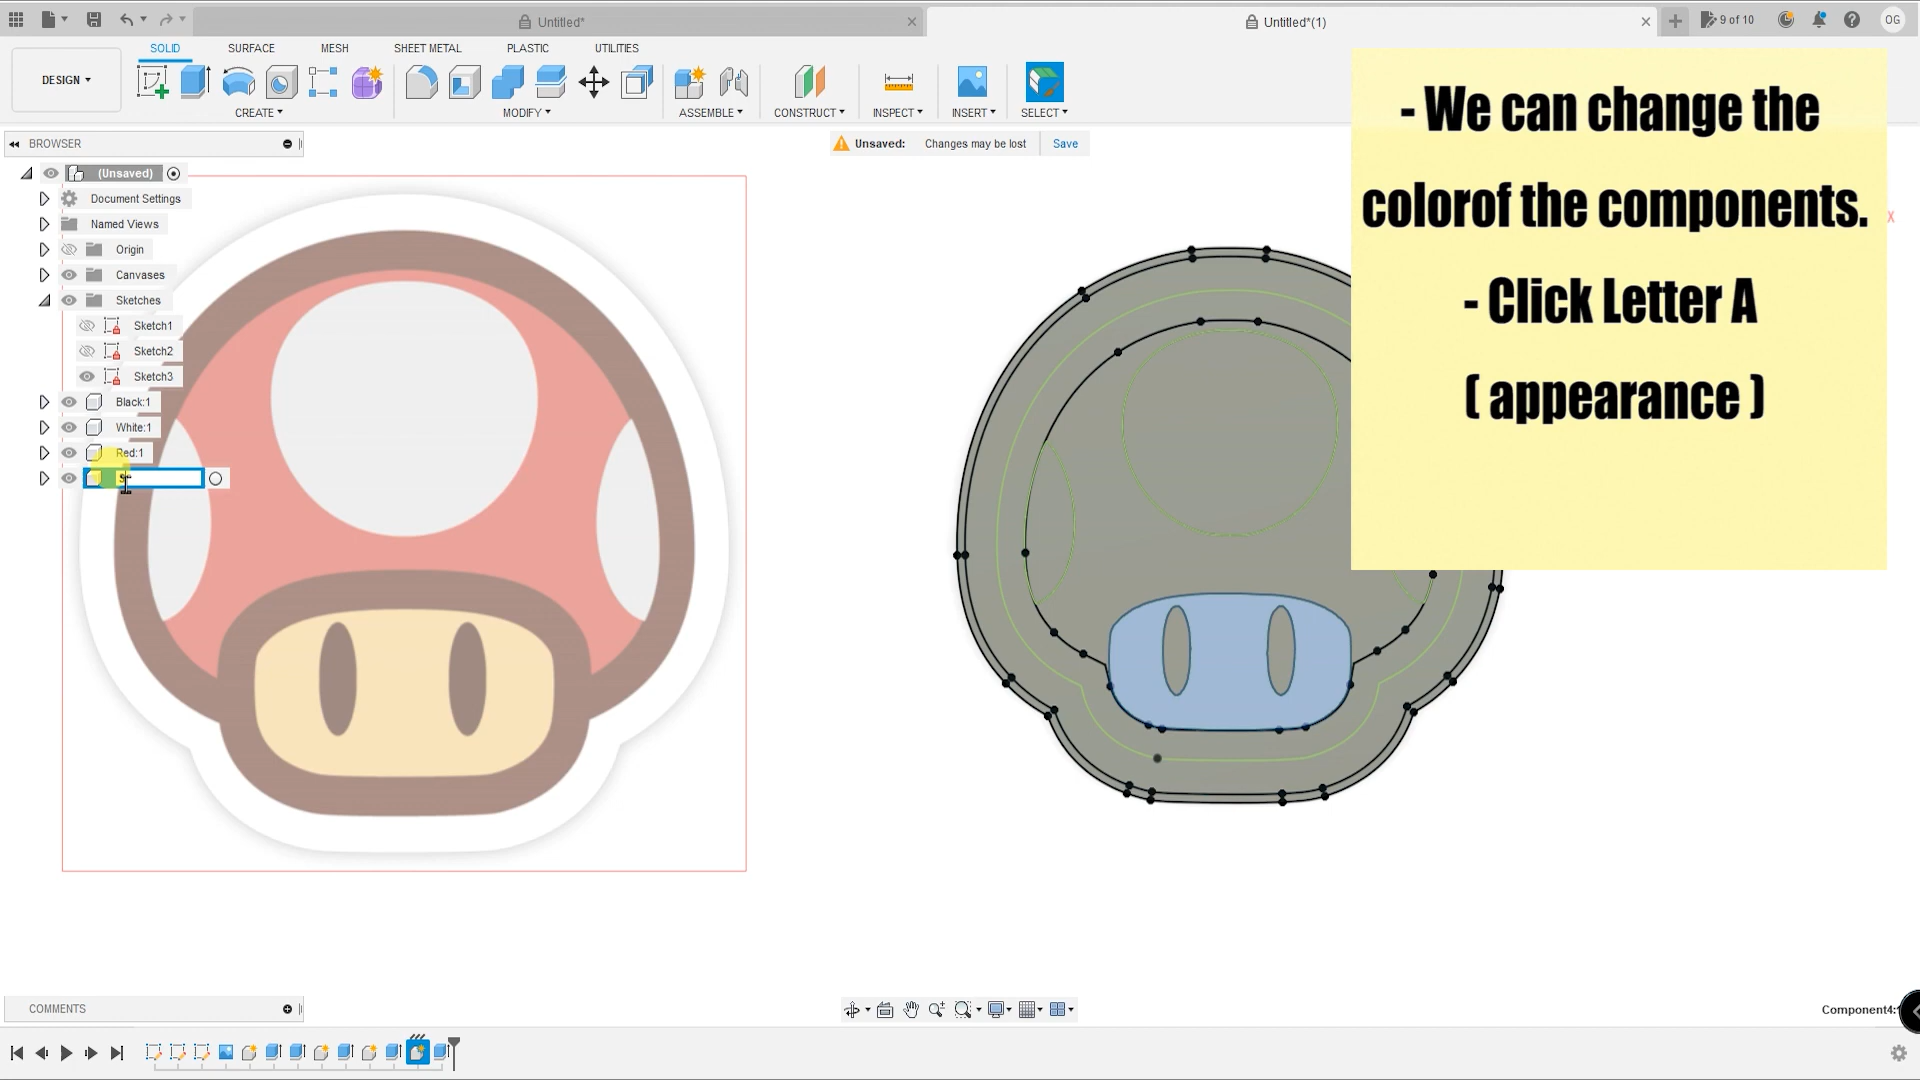 Untitled*
Untitled*(1)
9 of 10
OG
DESIGN
SOLID
SURFACE
MESH
SHEET METAL
PLASTIC
UTILITIES
CREATE
MODIFY
ASSEMBLE
CONSTRUCT
INSPECT
INSERT
SELECT
BROWSER
Unsaved:
Changes may be lost
Save
(Unsaved)
Document Settings
Named Views
Origin
Canvases
Sketches
Sketch1
Sketch2
Sketch3
Black:1
White:1
Red:1
- We can change the
colorof the components.
- Click Letter A
( appearance )
X
COMMENTS